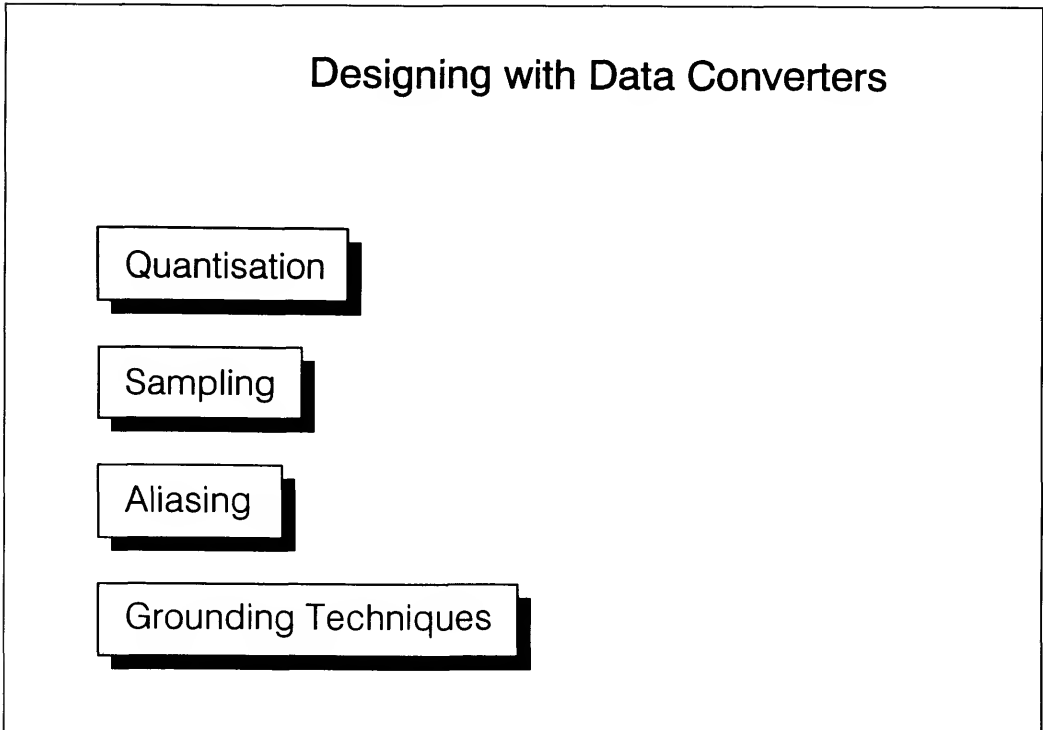 Designing with Data Converters
Quantisation
Sampling
Aliasing
Grounding Techniques